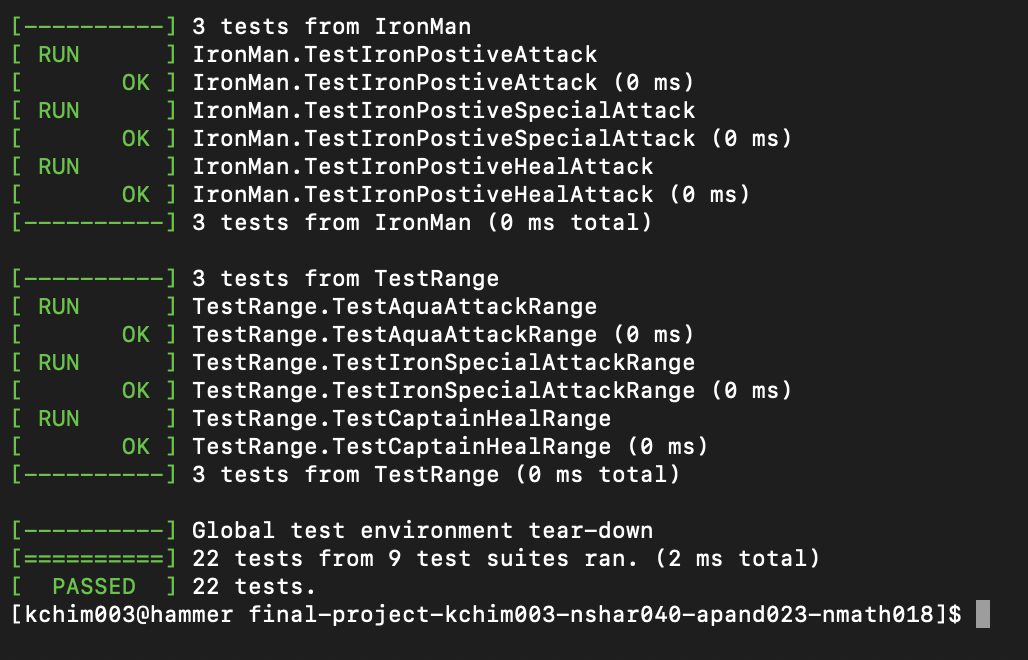 [----------] 3 tests from IronMan
[ RUN      ] IronMan.TestIronPostiveAttack
[       OK ] IronMan.TestIronPostiveAttack (0 ms)
[ RUN      ] IronMan.TestIronPostiveSpecialAttack
[       OK ] IronMan.TestIronPostiveSpecialAttack (0 ms)
[ RUN      ] IronMan.TestIronPostiveHealAttack
[       OK ] IronMan.TestIronPostiveHealAttack (0 ms)
[----------] 3 tests from IronMan (0 ms total)
[----------] 3 tests from TestRange
[ RUN      ] TestRange.TestAquaAttackRange
[       OK ] TestRange.TestAquaAttackRange (0 ms)
[ RUN      ] TestRange.TestIronSpecialAttackRange
[       OK ] TestRange.TestIronSpecialAttackRange (0 ms)
[ RUN      ] TestRange.TestCaptainHealRange
[       OK ] TestRange.TestCaptainHealRange (0 ms)
[----------] 3 tests from TestRange (0 ms total)
[----------] Global test environment tear-down
[==========] 22 tests from 9 test suites ran. (2 ms total)
[  PASSED  ] 22 tests.
[kchim003@hammer final-project-kchim003-nshar040-apand023-nmath018]$